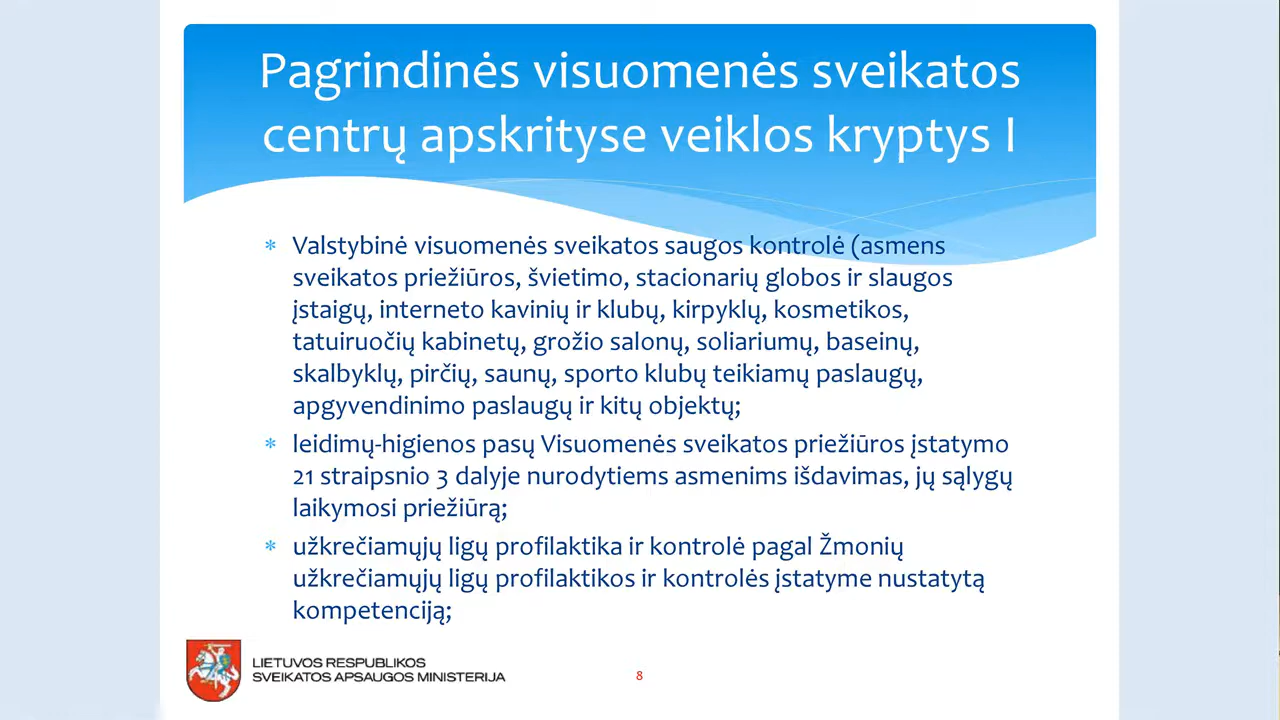 Pagrindinės visuomenės sveikatos
centrų apskrityse veiklos kryptys I
* Valstybinė visuomenės sveikatos saugos kontrolė (asmens
sveikatos priežiūros, švietimo, stacionarių globos ir slaugos
įstaigų, interneto kavinių ir klubų, kirpyklų, kosmetikos,
tatuiruočių kabinetų, grožio salonų, soliariumų, baseinų,
skalbyklų, pirčių, saunų, sporto klubų teikiamų paslaugų,
apgyvendinimo paslaugų ir kitų objektų;
* leidimų-higienos pasų Visuomenės sveikatos priežiūros įstatymo
21 straipsnio 3 dalyje nurodytiems asmenims išdavimas, jų sąlygų
laikymosi priežiūrą;
* užkrečiamųjų ligų profilaktika ir kontrolė pagal Žmonių
užkrečiamųjų ligų profilaktikos ir kontrolės įstatyme nustatytą
kompetenciją;
LIETUVOS RESPUBLIKOS
SVEIKATOS APSAUGOS MINISTERIJA
8